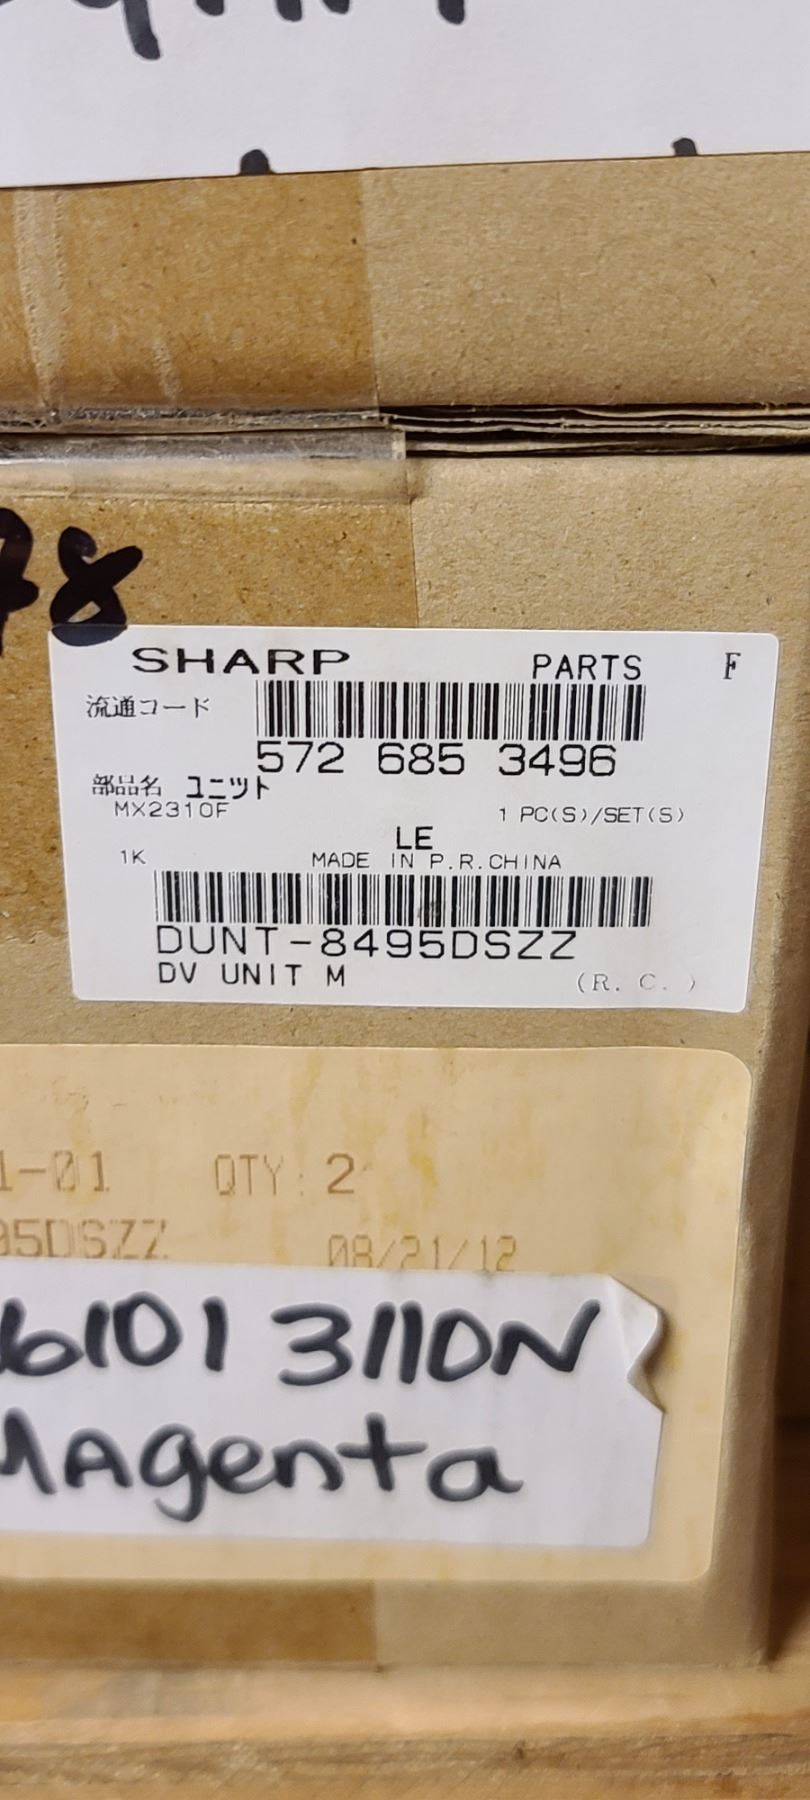 SHARP PARTS F
流通コード
572 685 3496
部品名 ユニット
MX2310F 1 PC(S)/SET(S)
LE
1K MADE IN P.R.CHINA
DUNT-8495DSZZ
DV UNIT M (R. C. )
1-01 QTY: 2
95DSZZ 08/21/12
6101 3110N
Magenta